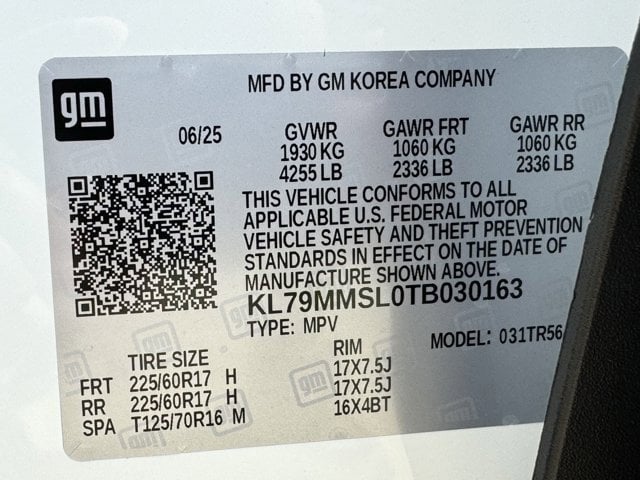 gm
MFD BY GM KOREA COMPANY
06/25
GVWR
1930 KG
4255 LB
GAWR FRT
1060 KG
2336 LB
GAWR RR
1060 KG
2336 LB
THIS VEHICLE CONFORMS TO ALL
APPLICABLE U.S. FEDERAL MOTOR
VEHICLE SAFETY AND THEFT PREVENTION
STANDARDS IN EFFECT ON THE DATE OF
MANUFACTURE SHOWN ABOVE.
KL79MMSL0TB030163
TYPE: MPV
MODEL: 031TR56
TIRE SIZE RIM
FRT 225/60R17 H 17X7.5J
RR 225/60R17 H 17X7.5J
SPA T125/70R16 M 16X4BT